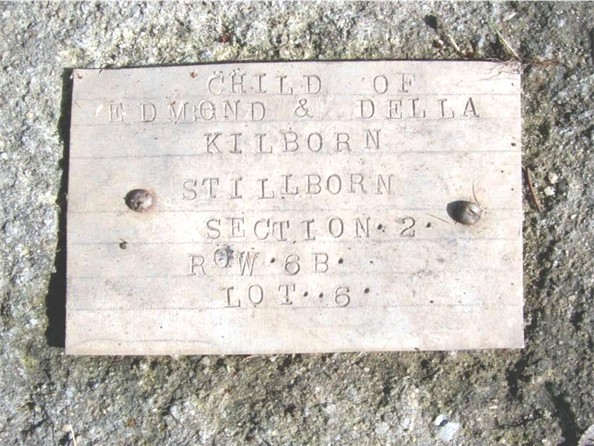 CHILD OF
EDMOND & DELLA
KILBORN
STILLBORN
SECTION·2·
ROW·6B·
LOT··6·